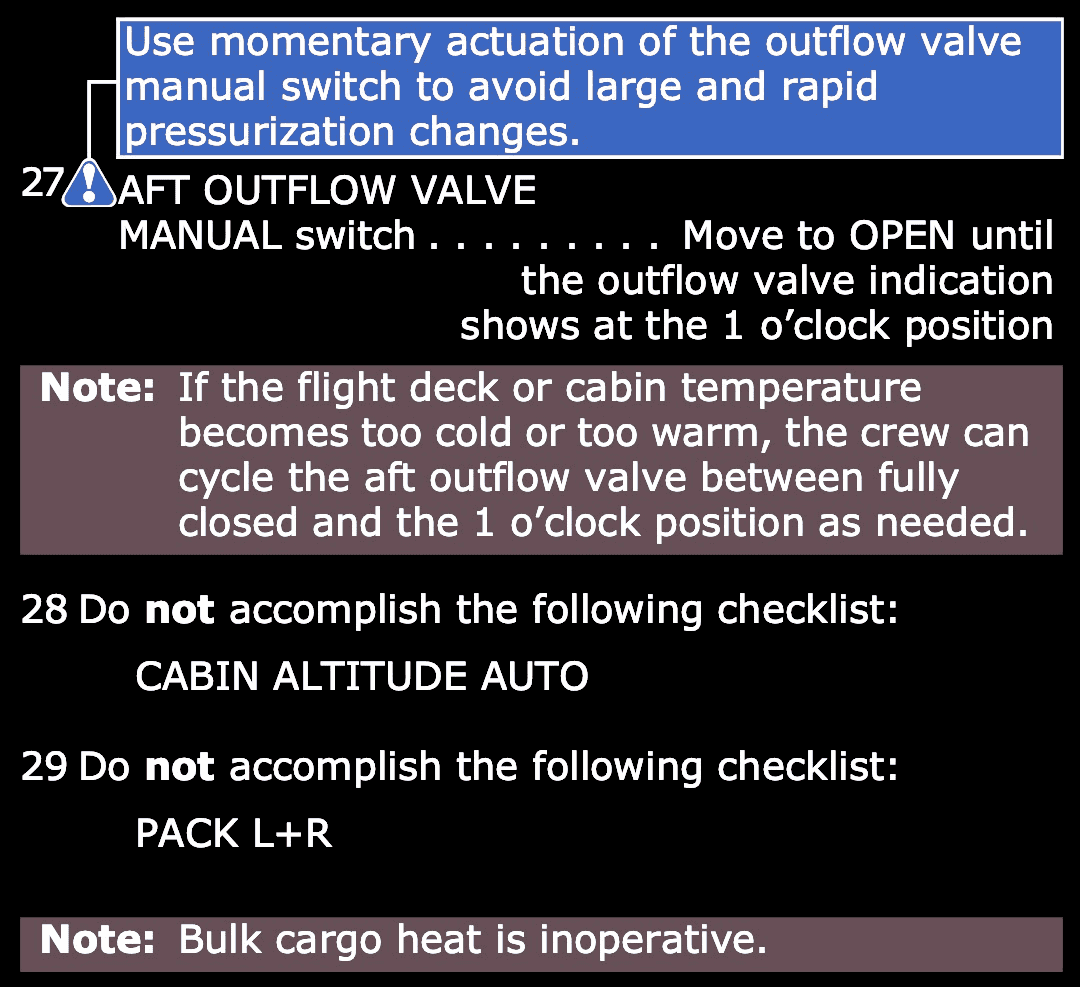 Use momentary actuation of the outflow valve
manual switch to avoid large and rapid
pressurization changes.
27 ! AFT OUTFLOW VALVE
MANUAL switch . . . . . . . . . Move to OPEN until
the outflow valve indication
shows at the 1 o’clock position
Note: If the flight deck or cabin temperature
becomes too cold or too warm, the crew can
cycle the aft outflow valve between fully
closed and the 1 o’clock position as needed.
28 Do not accomplish the following checklist:
CABIN ALTITUDE AUTO
29 Do not accomplish the following checklist:
PACK L+R
Note: Bulk cargo heat is inoperative.